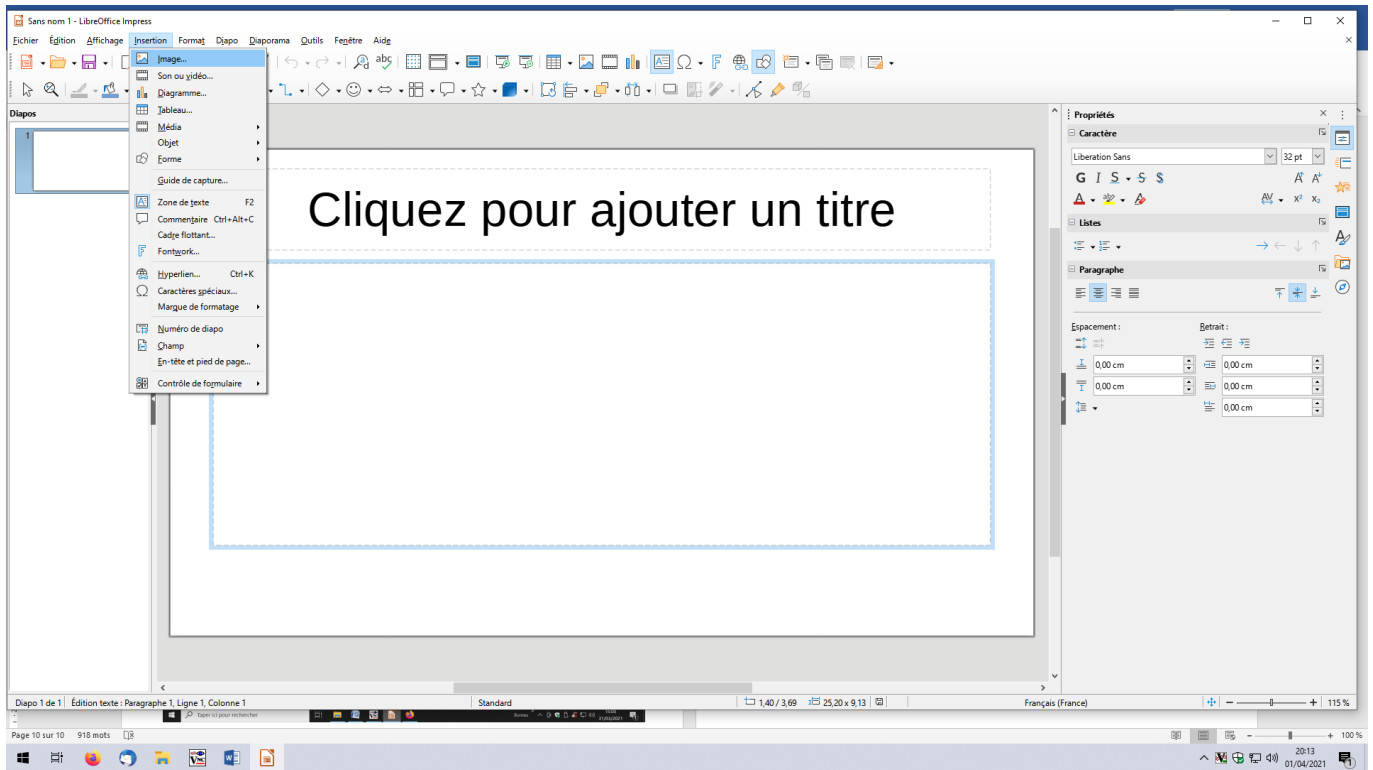 Sans nom 1 - LibreOffice Impress
Fichier Édition Affichage Insertion Format Diapo Diaporama Outils Fenêtre Aide
Image...
Son ou vidéo...
Diagramme...
Tableau...
Média
Objet
Forme
Guide de capture...
Zone de texte F2
Commentaire Ctrl+Alt+C
Cadre flottant...
Fontwork...
Hyperlien... Ctrl+K
Caractères spéciaux...
Marque de formatage
Numéro de diapo
Champ
En-tête et pied de page...
Contrôle de formulaire
Diapos
1
Cliquez pour ajouter un titre
Propriétés
Caractère
Liberation Sans 32 pt
G I S S S
Listes
Paragraphe
Espacement : Retrait :
0,00 cm 0,00 cm
0,00 cm 0,00 cm
0,00 cm
Diapo 1 de 1 Édition texte : Paragraphe 1, Ligne 1, Colonne 1 Standard 1,40 / 3,69 25,20 x 9,13 Français (France) 115 %
Taper ici pour rechercher
Page 10 sur 10 918 mots 100 %
20:13
01/04/2021